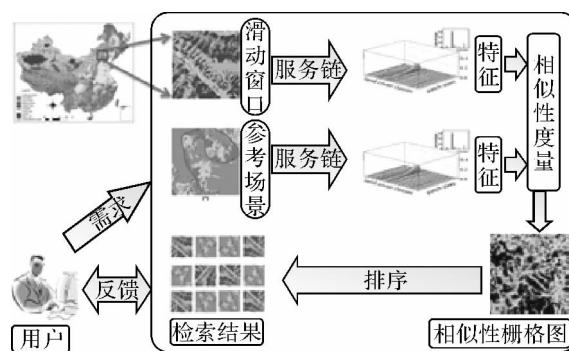 滑动窗口
服务链
特征
相似性度量
参考场景
服务链
特征
需求
反馈
排序
用户
检索结果
相似性栅格图